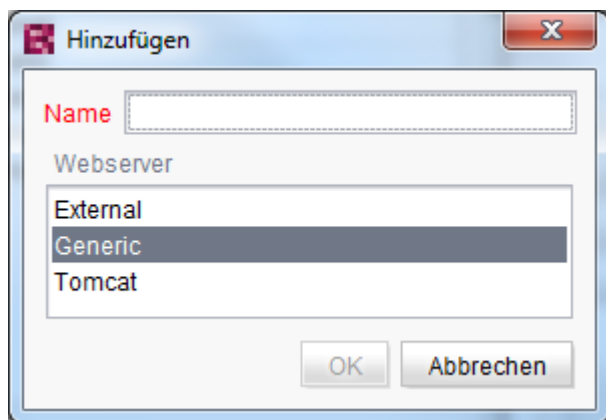 Hinzufügen
Name
Webserver
External
Generic
Tomcat
OK Abbrechen